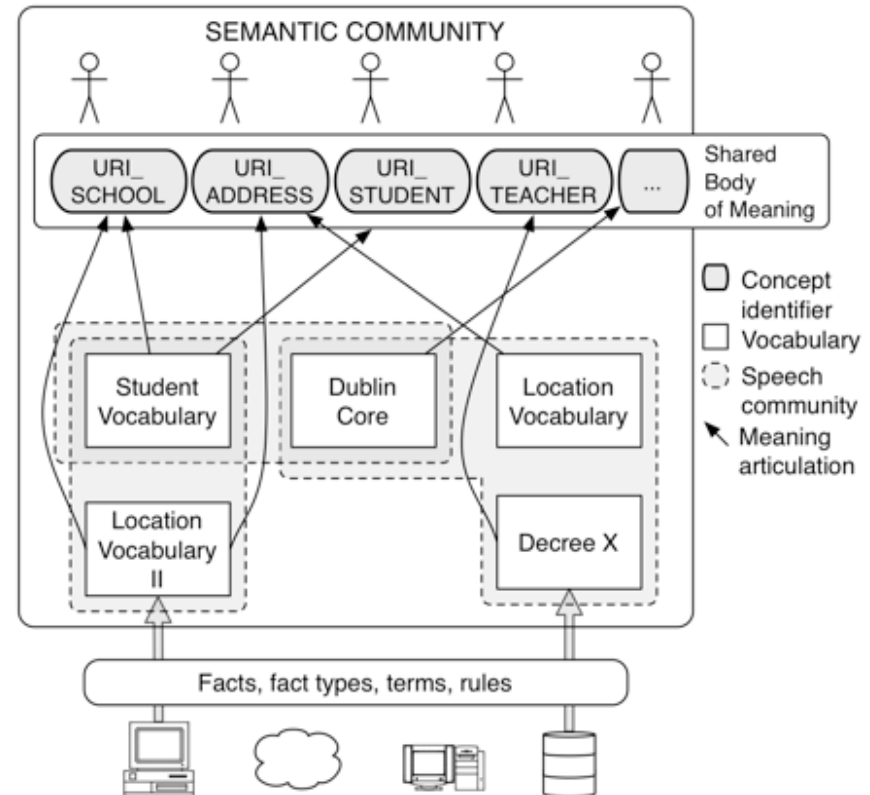 SEMANTIC COMMUNITY
URI_
SCHOOL
URI_
ADDRESS
URI_
STUDENT
URI_
TEACHER
...
Shared
Body
of Meaning
Concept
identifier
Vocabulary
Speech
community
Meaning
articulation
Student
Vocabulary
Dublin
Core
Location
Vocabulary
Location
Vocabulary
II
Decree X
Facts, fact types, terms, rules